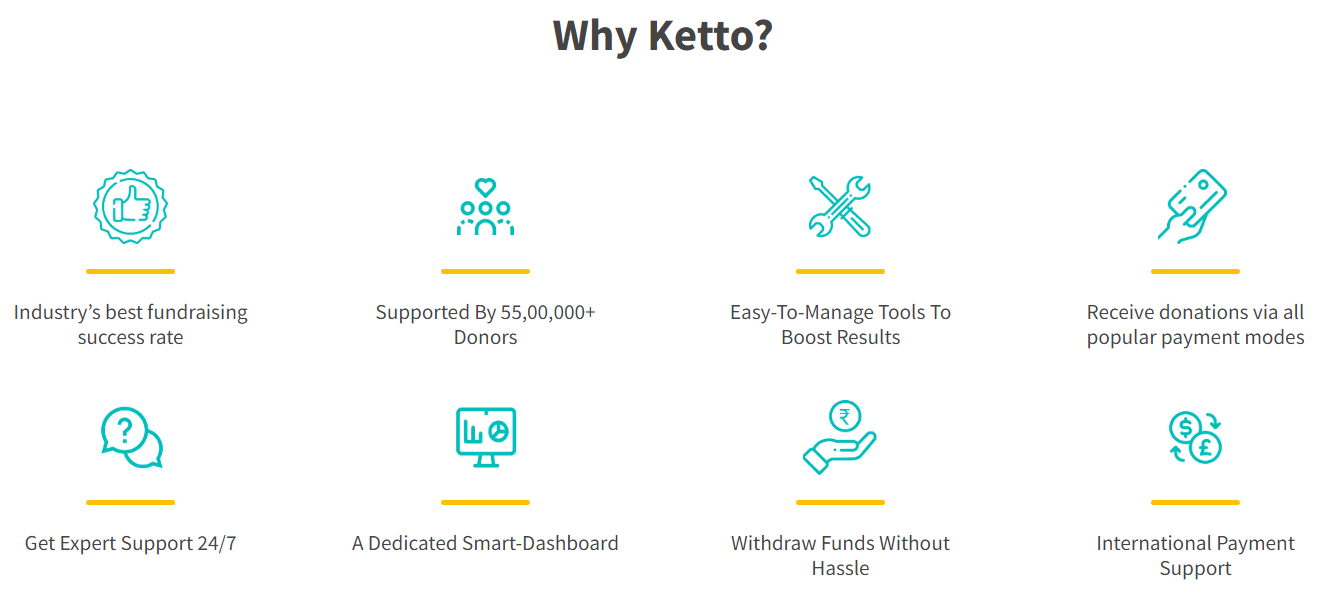 Why Ketto?
Industry’s best fundraising
success rate
Supported By 55,00,000+
Donors
Easy-To-Manage Tools To
Boost Results
Receive donations via all
popular payment modes
?
₹
$
£
Get Expert Support 24/7
A Dedicated Smart-Dashboard
Withdraw Funds Without
Hassle
International Payment
Support